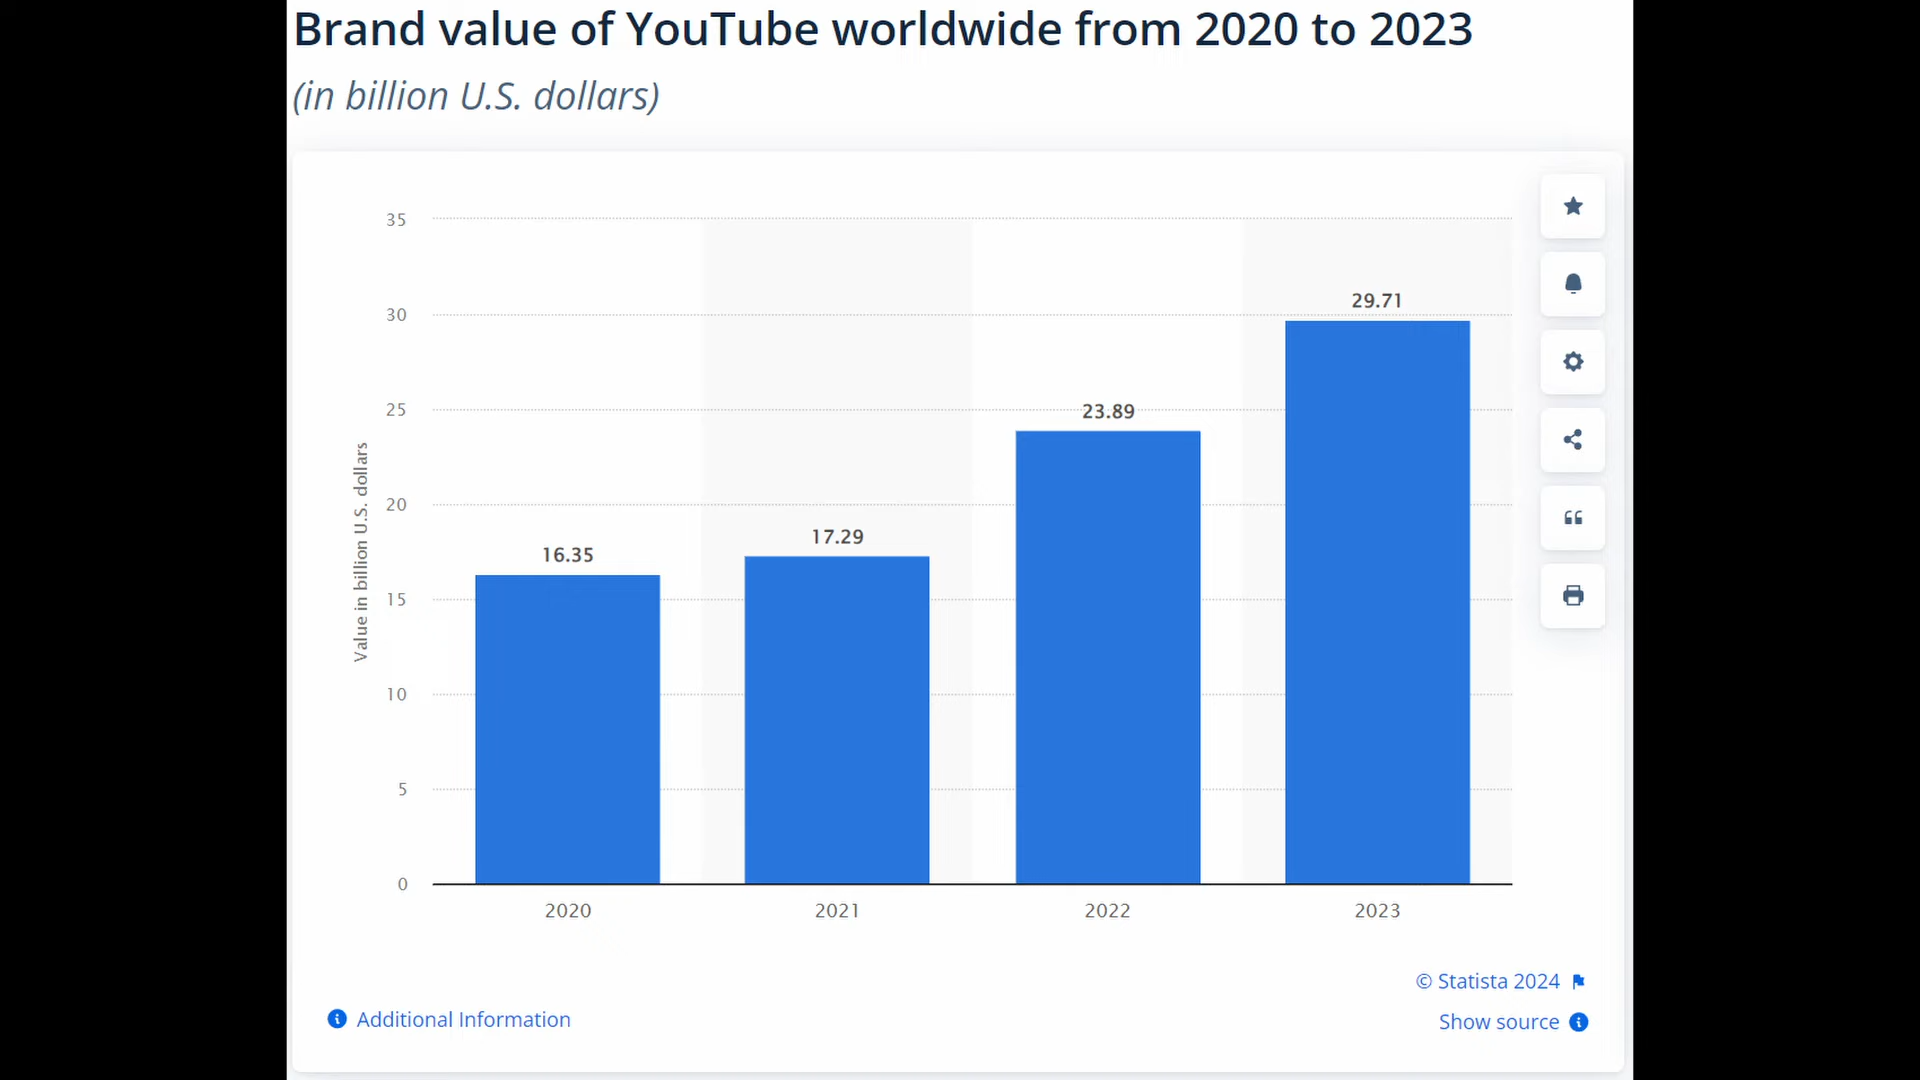 Brand value of YouTube worldwide from 2020 to 2023
(in billion U.S. dollars)
Value in billion U.S. dollars
35
30
25
20
15
10
5
0
16.35
17.29
23.89
29.71
2020
2021
2022
2023
© Statista 2024
Additional Information
Show source